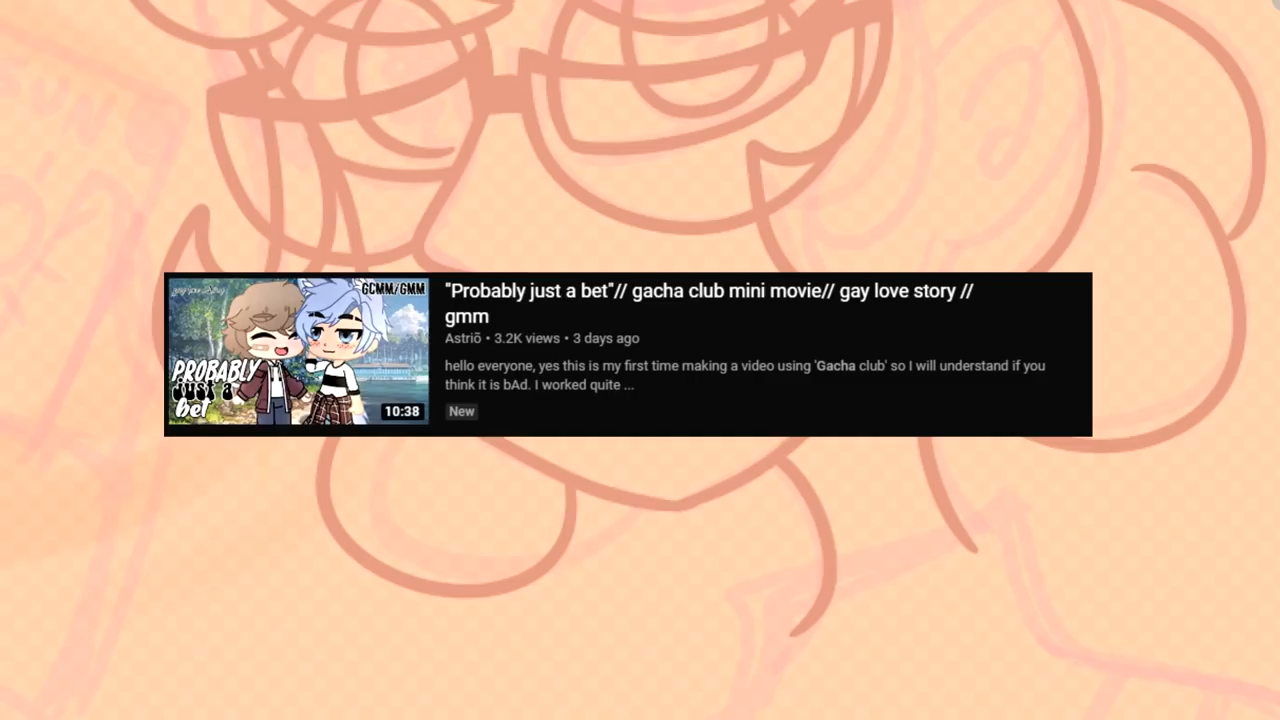 GCMM/GMM
PROBABLY
just a
bet
10:38
"Probably just a bet"// gacha club mini movie// gay love story //
gmm
Astriõ • 3.2K views • 3 days ago
hello everyone, yes this is my first time making a video using 'Gacha club' so I will understand if you
think it is bAd. I worked quite ...
New